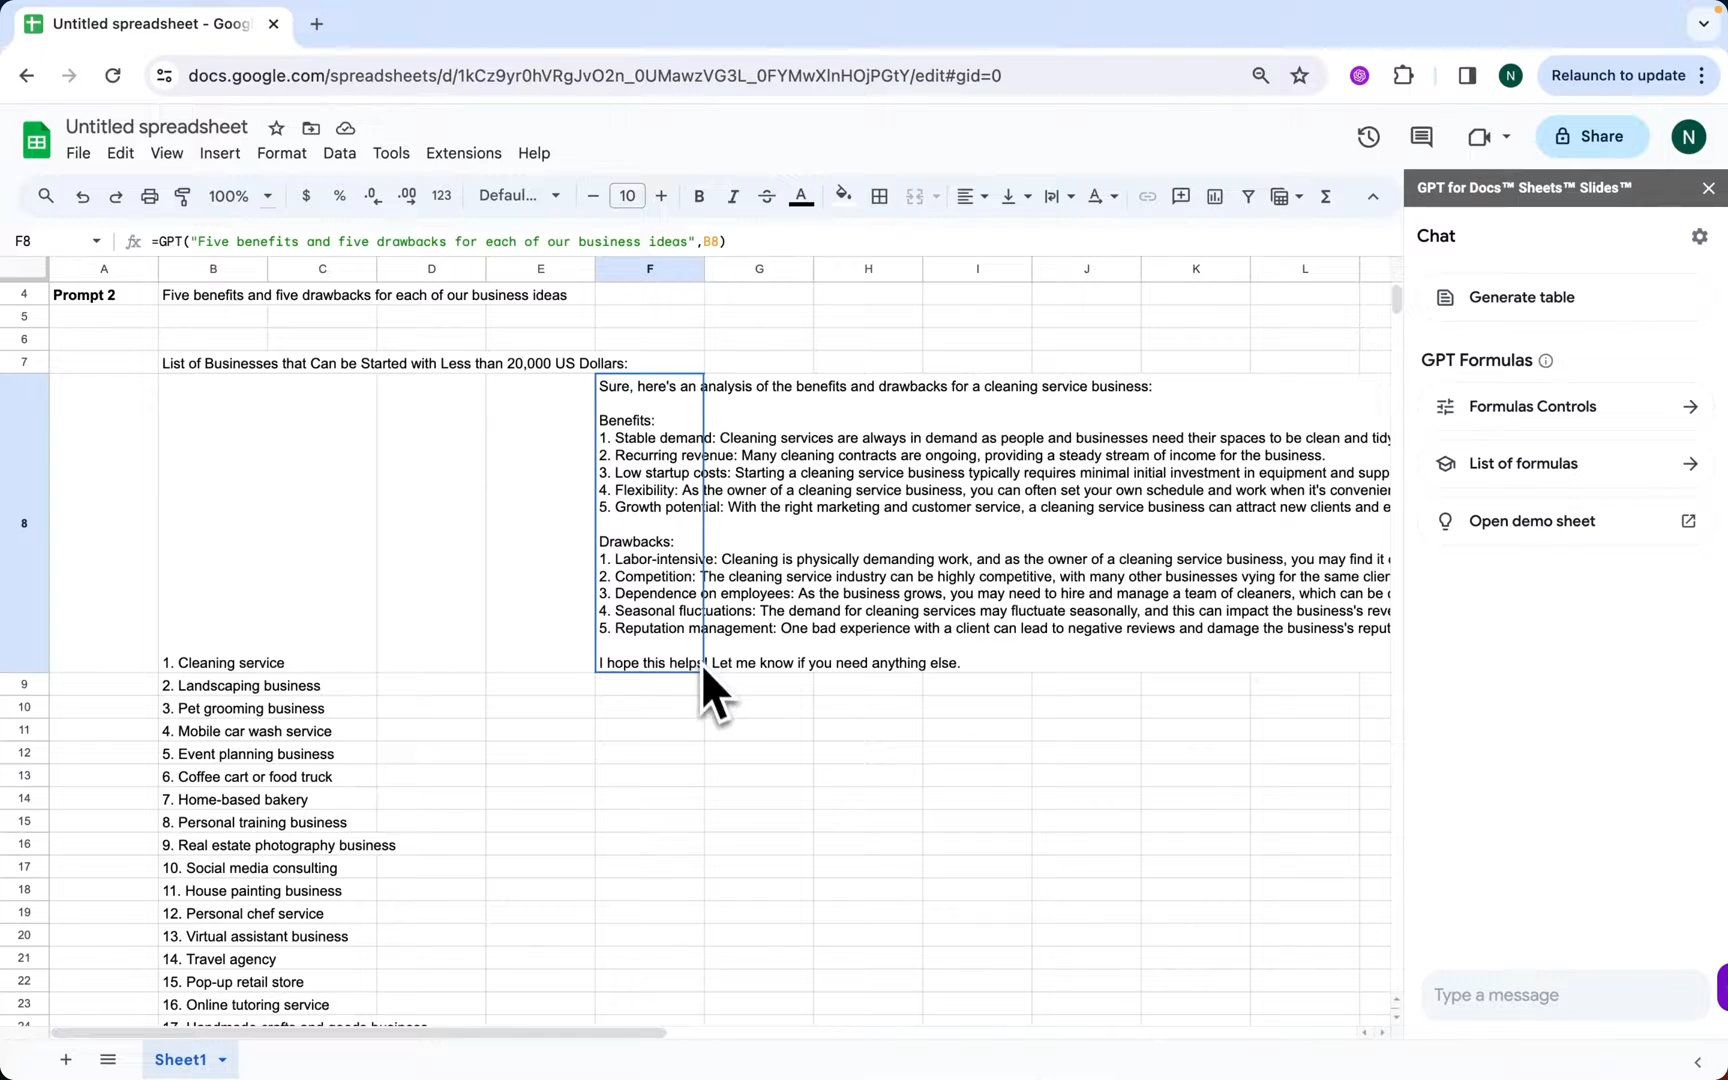 Untitled spreadsheet - Goog
docs.google.com/spreadsheets/d/1kCz9yr0hVRgJvO2n_0UMawzVG3L_0FYMwXlnHOjPGtY/edit#gid=0
N
Relaunch to update
Untitled spreadsheet
File Edit View Insert Format Data Tools Extensions Help
Share
N
100% $ % .0 .00 123 Defaul... 10 B I A Σ
GPT for Docs™ Sheets™ Slides™
F8 fx =GPT("Five benefits and five drawbacks for each of our business ideas",B8)
Chat
A B C D E F G H I J K L
4 Prompt 2 Five benefits and five drawbacks for each of our business ideas
Generate table
5
6
GPT Formulas
7 List of Businesses that Can be Started with Less than 20,000 US Dollars:
8
Sure, here's an analysis of the benefits and drawbacks for a cleaning service business:
Benefits:
1. Stable demand: Cleaning services are always in demand as people and businesses need their spaces to be clean and tidy
2. Recurring revenue: Many cleaning contracts are ongoing, providing a steady stream of income for the business.
3. Low startup costs: Starting a cleaning service business typically requires minimal initial investment in equipment and supp
4. Flexibility: As the owner of a cleaning service business, you can often set your own schedule and work when it's convenien
5. Growth potential: With the right marketing and customer service, a cleaning service business can attract new clients and e
Drawbacks:
1. Labor-intensive: Cleaning is physically demanding work, and as the owner of a cleaning service business, you may find it
2. Competition: The cleaning service industry can be highly competitive, with many other businesses vying for the same clien
3. Dependence on employees: As the business grows, you may need to hire and manage a team of cleaners, which can be
4. Seasonal fluctuations: The demand for cleaning services may fluctuate seasonally, and this can impact the business's reve
5. Reputation management: One bad experience with a client can lead to negative reviews and damage the business's reput
I hope this helps! Let me know if you need anything else.
1. Cleaning service
Formulas Controls
List of formulas
Open demo sheet
9 2. Landscaping business
10 3. Pet grooming business
11 4. Mobile car wash service
12 5. Event planning business
13 6. Coffee cart or food truck
14 7. Home-based bakery
15 8. Personal training business
16 9. Real estate photography business
17 10. Social media consulting
18 11. House painting business
19 12. Personal chef service
20 13. Virtual assistant business
21 14. Travel agency
22 15. Pop-up retail store
23 16. Online tutoring service
24 17. Handmade crafts and goods business
Type a message
Sheet1